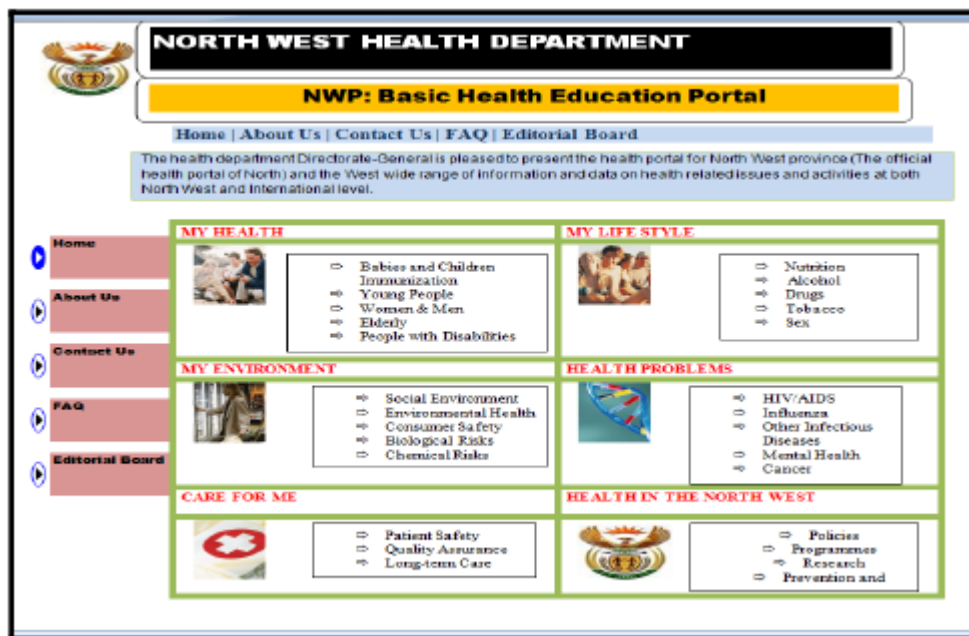 NORTH WEST HEALTH DEPARTMENT
NWP: Basic Health Education Portal
Home | About Us | Contact Us | FAQ | Editorial Board
The health department Directorate-General is pleased to present the health portal for North West province (The official
health portal of North) and the West wide range of information and data on health related issues and activities at both
North West and International level.
Home
About Us
Contact Us
FAQ
Editorial Board
MY HEALTH
Babies and Children
Immunization
Young People
Women & Men
Elderly
People with Disabilities
MY LIFE STYLE
Nutrition
Alcohol
Drugs
Tobacco
Sex
MY ENVIRONMENT
Social Environment
Environmental Health
Consumer Safety
Biological Risks
Chemical Risks
HEALTH PROBLEMS
HIV/AIDS
Influenza
Other Infectious
Diseases
Mental Health
Cancer
CARE FOR ME
Patient Safety
Quality Assurance
Long-term Care
HEALTH IN THE NORTH WEST
Policies
Programmes
Research
Prevention and